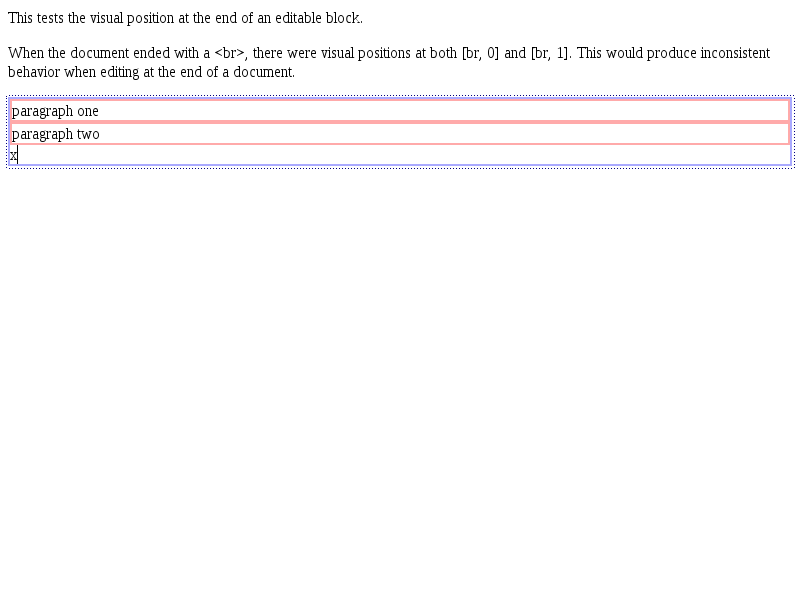 This tests the visual position at the end of an editable block.
When the document ended with a <br>, there were visual positions at both [br, 0] and [br, 1]. This would produce inconsistent
behavior when editing at the end of a document.
paragraph one
paragraph two
x